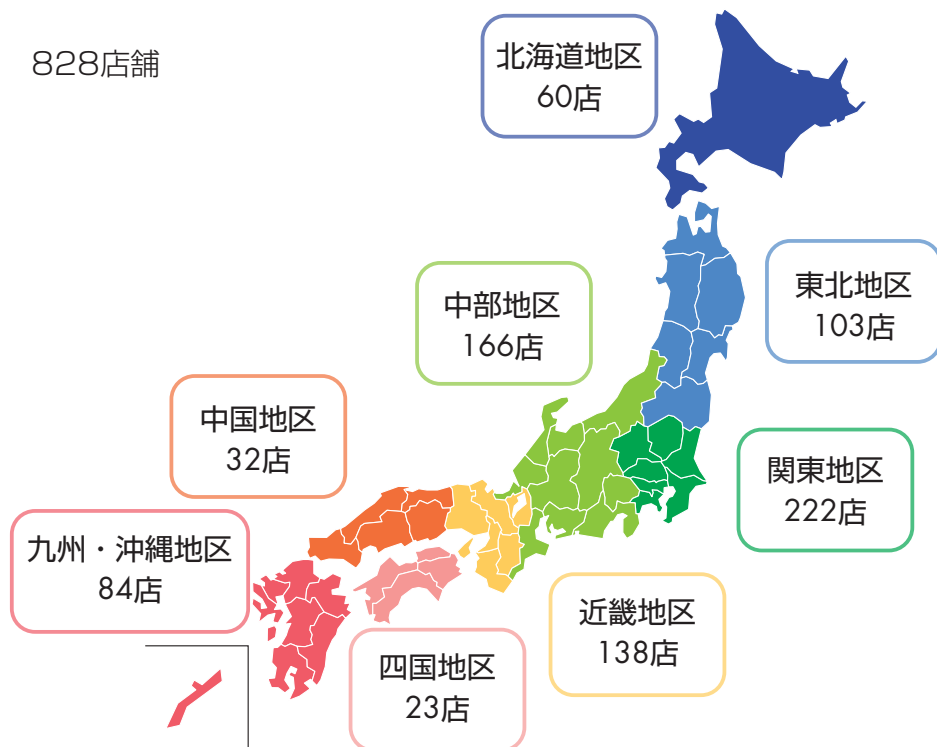 828店舗
北海道地区
60店
東北地区
103店
中部地区
166店
中国地区
32店
関東地区
222店
九州・沖縄地区
84店
近畿地区
138店
四国地区
23店